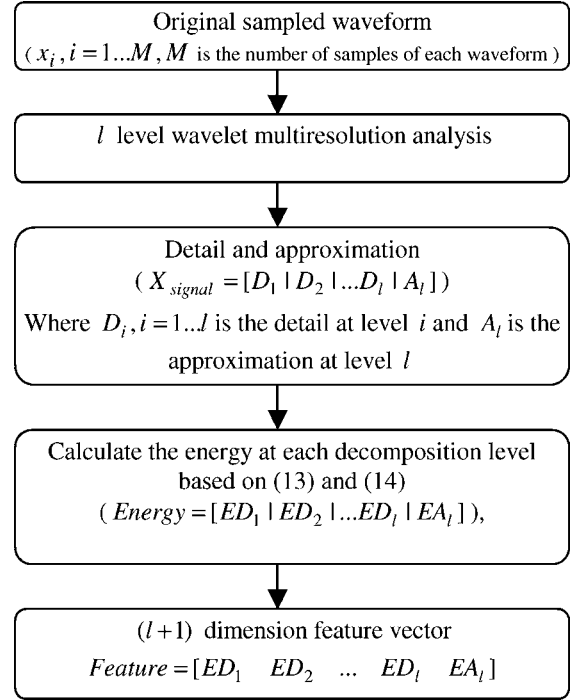 Original sampled waveform
( x_i, i = 1...M, M is the number of samples of each waveform )
l level wavelet multiresolution analysis
Detail and approximation
( X_signal = [D_1 | D_2 | ...D_l | A_l ])
Where D_i, i = 1...l is the detail at level i and A_l is the
approximation at level l
Calculate the energy at each decomposition level
based on (13) and (14)
( Energy = [ED_1 | ED_2 | ...ED_l | EA_l ] ),
(l+1) dimension feature vector
Feature = [ED_1 ED_2 ... ED_l EA_l ]